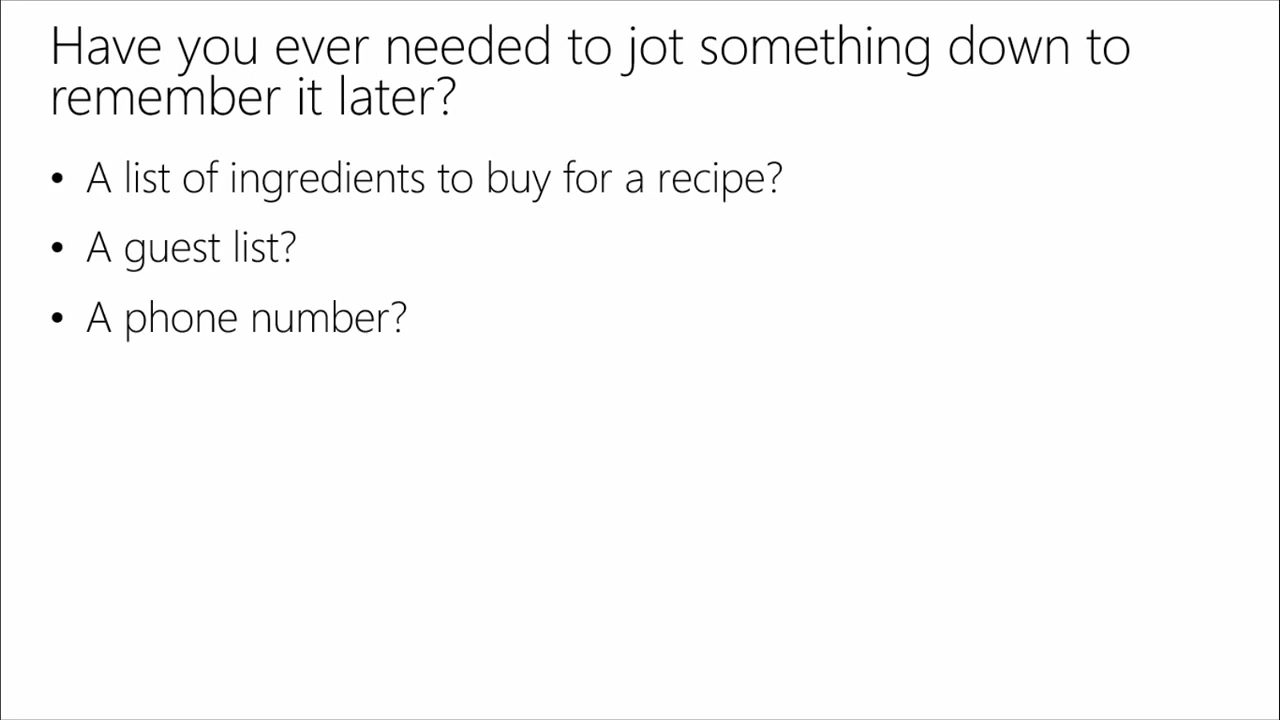 Have you ever needed to jot something down to
remember it later?
• A list of ingredients to buy for a recipe?
• A guest list?
• A phone number?